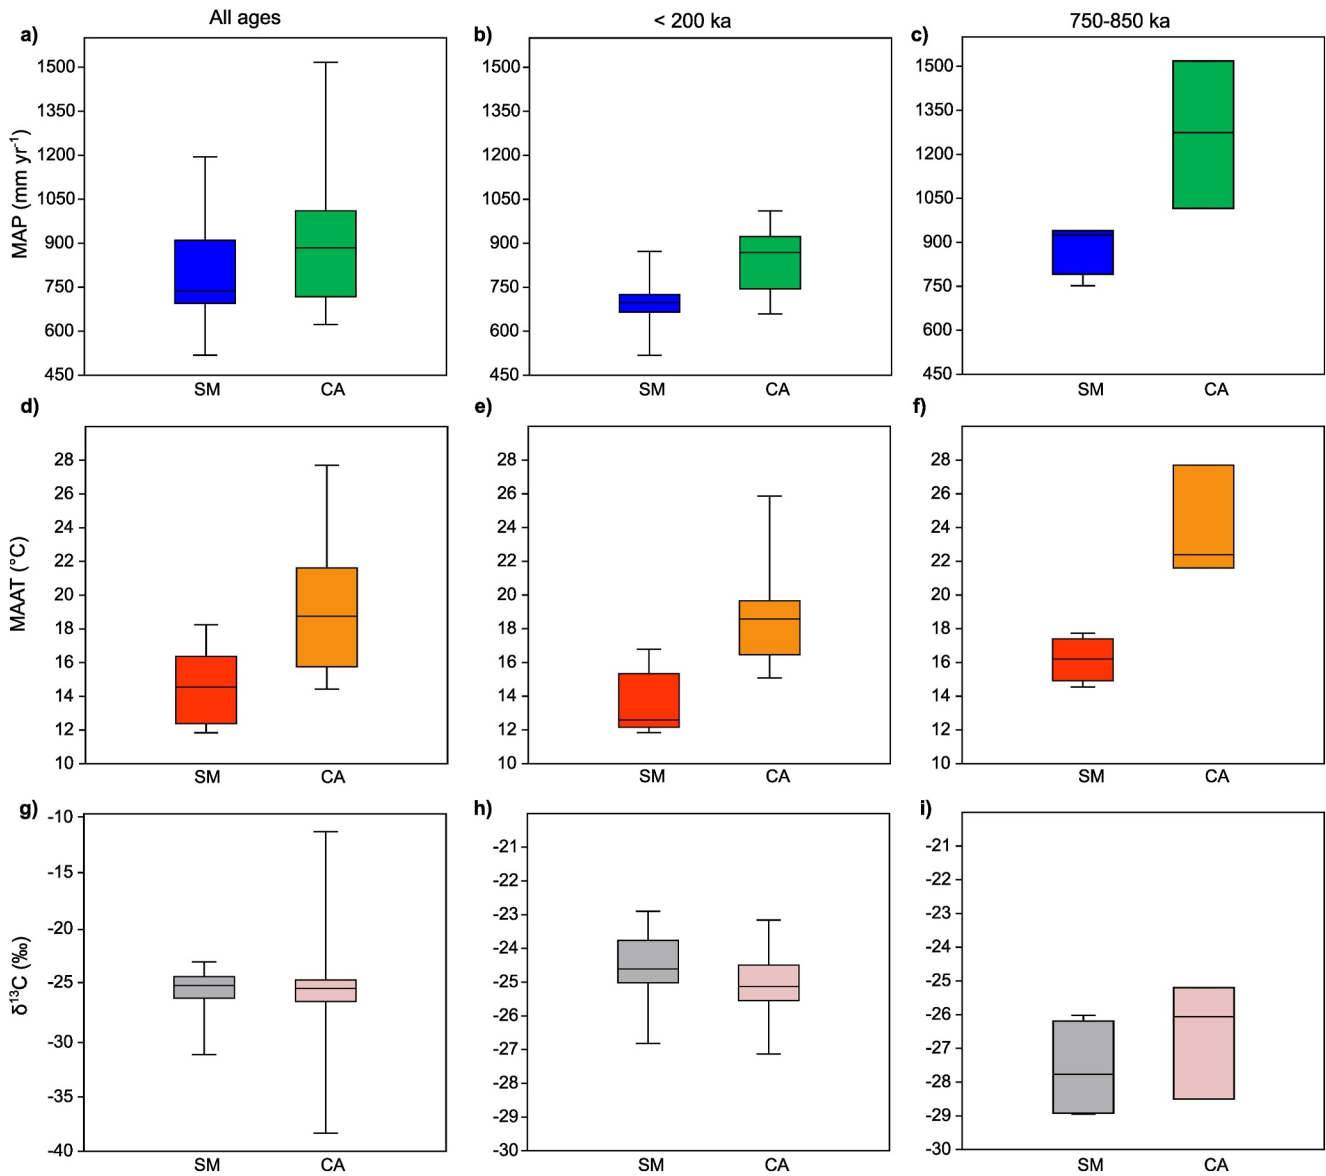 All ages
< 200 ka
750-850 ka
a)
b)
c)
MAP (mm yr-1)
1500
1350
1200
1050
900
750
600
450
SM
CA
1500
1350
1200
1050
900
750
600
450
SM
CA
1500
1350
1200
1050
900
750
600
450
SM
CA
d)
e)
f)
MAAT (°C)
28
26
24
22
20
18
16
14
12
10
SM
CA
28
26
24
22
20
18
16
14
12
10
SM
CA
28
26
24
22
20
18
16
14
12
10
SM
CA
g)
h)
i)
δ13C (‰)
-10
-15
-20
-25
-30
-35
-40
SM
CA
-21
-22
-23
-24
-25
-26
-27
-28
-29
-30
SM
CA
-21
-22
-23
-24
-25
-26
-27
-28
-29
-30
SM
CA